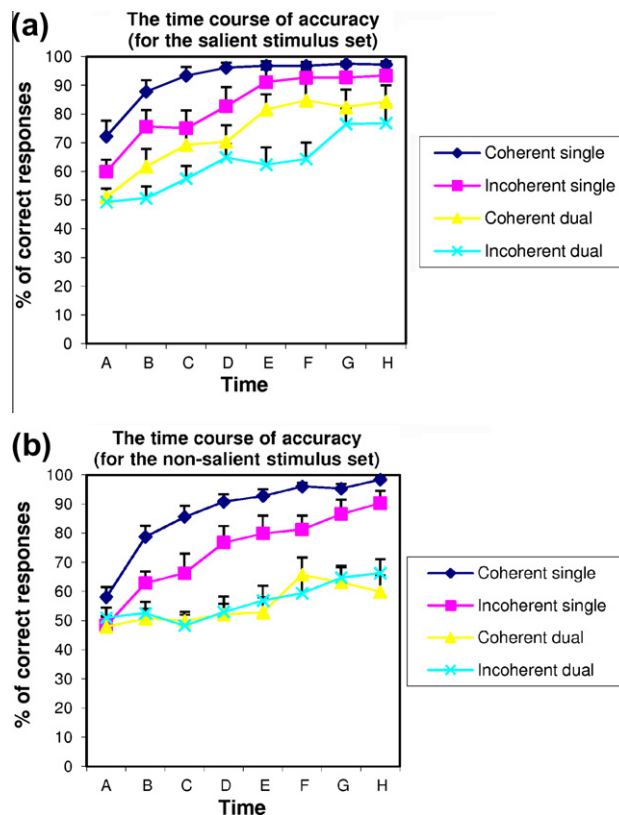 (a)
The time course of accuracy
(for the salient stimulus set)
% of correct responses
100
90
80
70
60
50
40
30
20
10
0
A B C D E F G H
Time
Coherent single
Incoherent single
Coherent dual
Incoherent dual
(b)
The time course of accuracy
(for the non-salient stimulus set)
% of correct responses
100
90
80
70
60
50
40
30
20
10
0
A B C D E F G H
Time
Coherent single
Incoherent single
Coherent dual
Incoherent dual